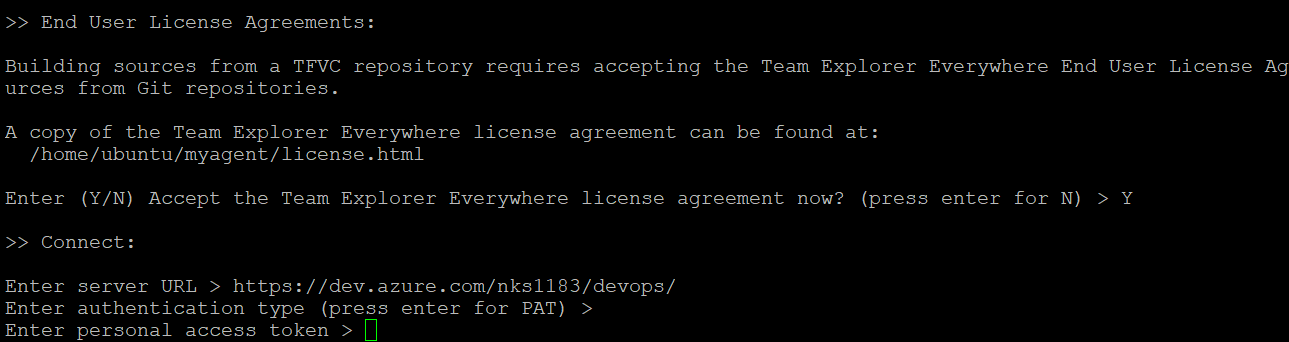 >> End User License Agreements:
Building sources from a TFVC repository requires accepting the Team Explorer Everywhere End User License Ag
urces from Git repositories.
A copy of the Team Explorer Everywhere license agreement can be found at:
/home/ubuntu/myagent/license.html
Enter (Y/N) Accept the Team Explorer Everywhere license agreement now? (press enter for N) > Y
>> Connect:
Enter server URL > https://dev.azure.com/nks1183/devops/
Enter authentication type (press enter for PAT) >
Enter personal access token >